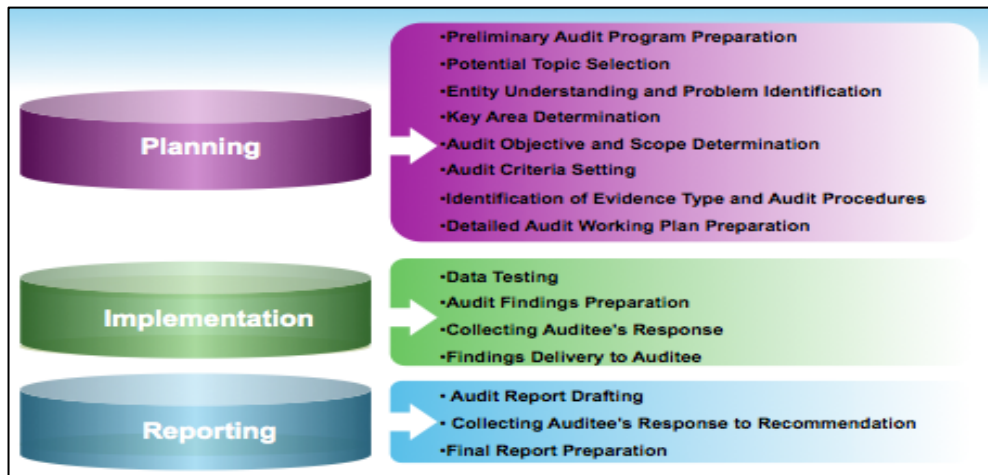 Planning
•Preliminary Audit Program Preparation
•Potential Topic Selection
•Entity Understanding and Problem Identification
•Key Area Determination
•Audit Objective and Scope Determination
•Audit Criteria Setting
•Identification of Evidence Type and Audit Procedures
•Detailed Audit Working Plan Preparation
Implementation
•Data Testing
•Audit Findings Preparation
•Collecting Auditee's Response
•Findings Delivery to Auditee
Reporting
• Audit Report Drafting
• Collecting Auditee's Response to Recommendation
• Final Report Preparation